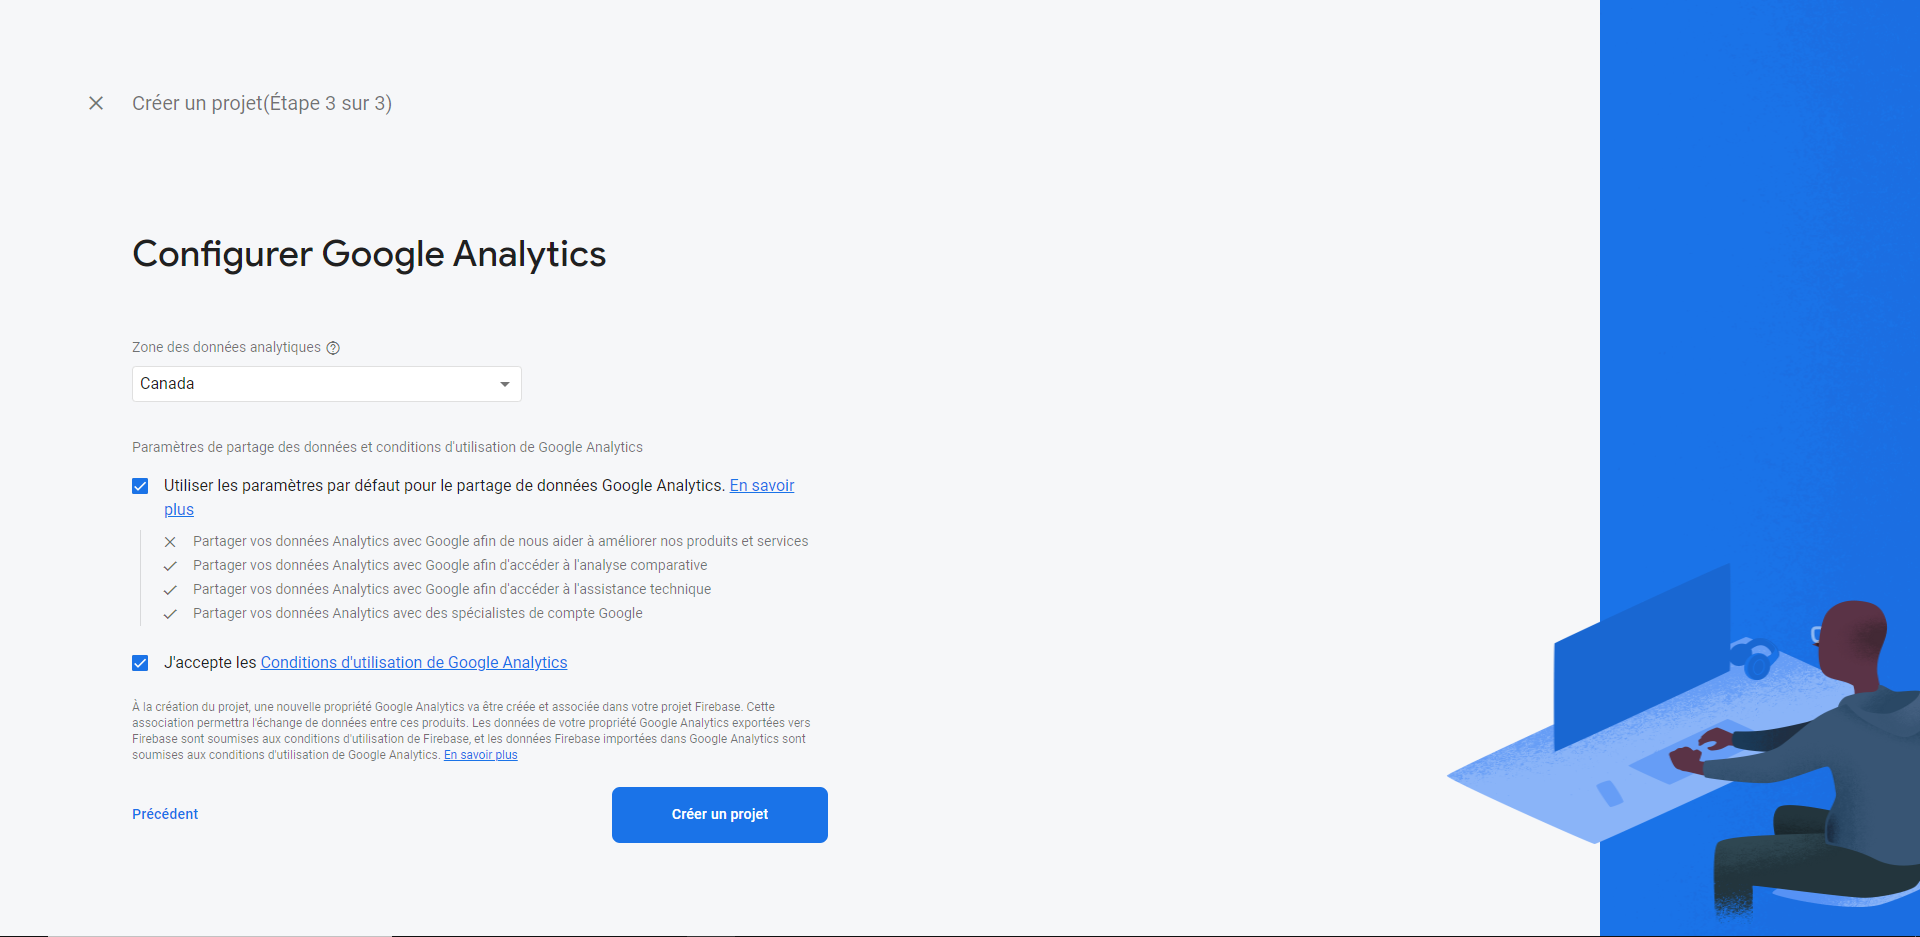 Créer un projet(Étape 3 sur 3)
Configurer Google Analytics
Zone des données analytiques
Canada
Paramètres de partage des données et conditions d'utilisation de Google Analytics
Utiliser les paramètres par défaut pour le partage de données Google Analytics. En savoir
plus
Partager vos données Analytics avec Google afin de nous aider à améliorer nos produits et services
Partager vos données Analytics avec Google afin d'accéder à l'analyse comparative
Partager vos données Analytics avec Google afin d'accéder à l'assistance technique
Partager vos données Analytics avec des spécialistes de compte Google
J'accepte les Conditions d'utilisation de Google Analytics
À la création du projet, une nouvelle propriété Google Analytics va être créée et associée dans votre projet Firebase. Cette
association permettra l'échange de données entre ces produits. Les données de votre propriété Google Analytics exportées vers
Firebase sont soumises aux conditions d'utilisation de Firebase, et les données Firebase importées dans Google Analytics sont
soumises aux conditions d'utilisation de Google Analytics. En savoir plus
Précédent
Créer un projet